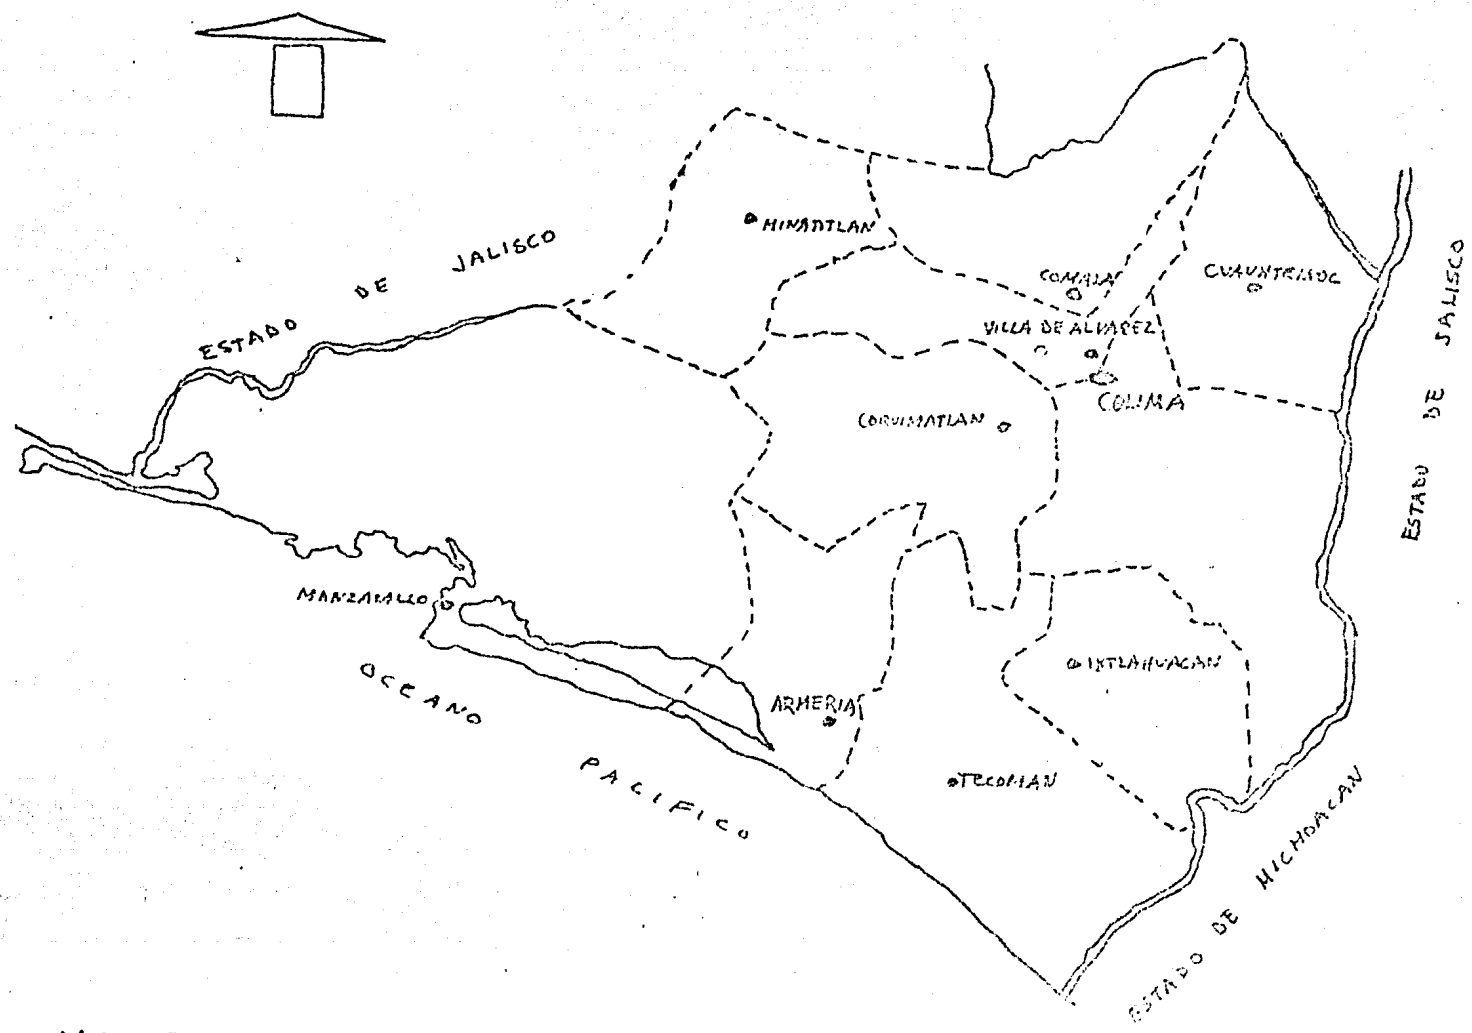 ESTADO DE JALISCO
MINATITLAN
COMALA
CUAUHTEMOC
VILLA DE ALVAREZ
COLIMA
COQUIMATLAN
ESTADO DE JALISCO
MANZANILLO
IXTLAHUACAN
ARMERIA
TECOMAN
OCEANO PACIFICO
ESTADO DE MICHOACAN